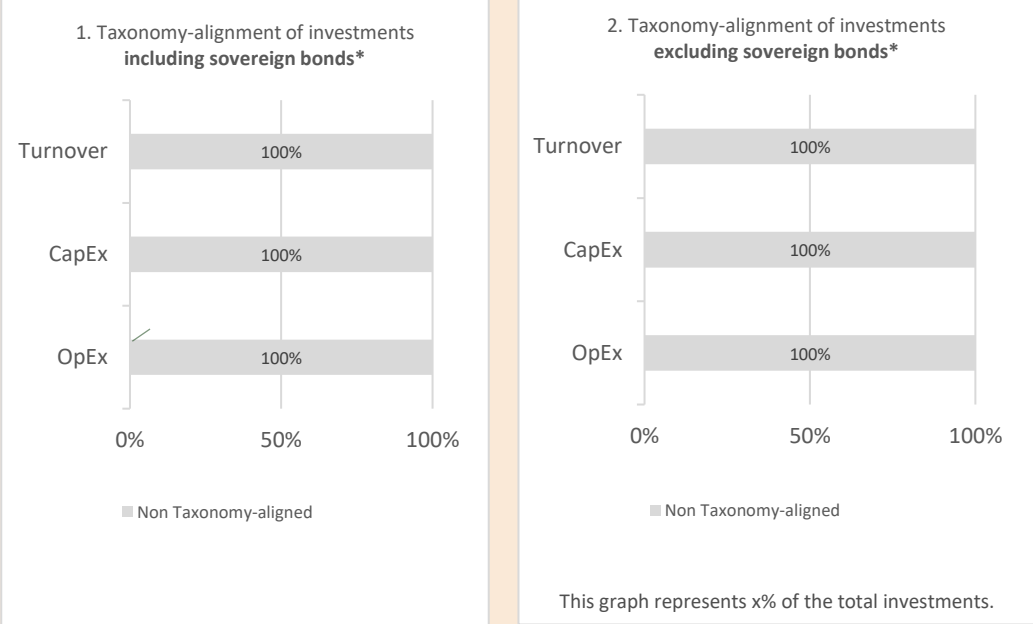 1. Taxonomy-alignment of investments
including sovereign bonds*
Turnover
100%
CapEx
100%
OpEx
100%
0%
50%
100%
Non Taxonomy-aligned
2. Taxonomy-alignment of investments
excluding sovereign bonds*
Turnover
100%
CapEx
100%
OpEx
100%
0%
50%
100%
Non Taxonomy-aligned
This graph represents x% of the total investments.